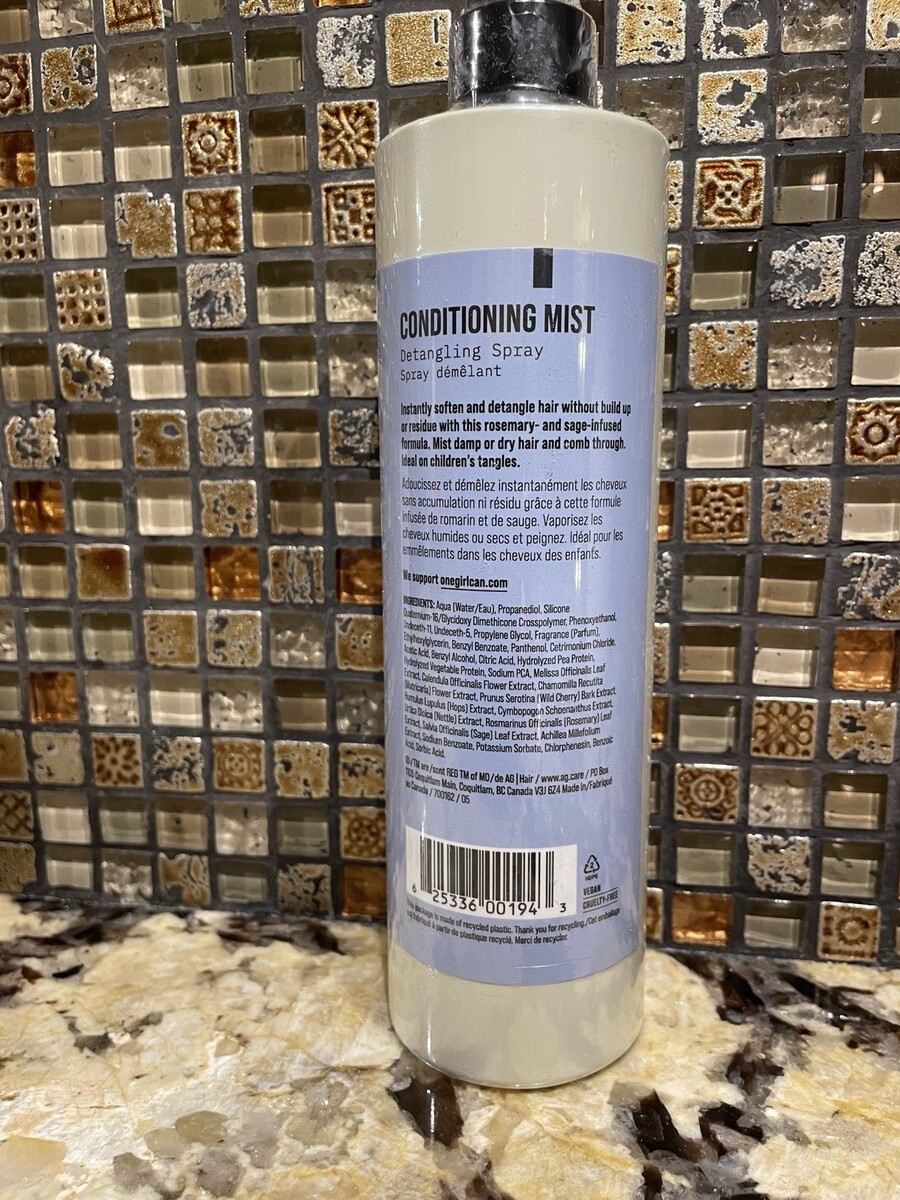 CONDITIONING MIST
Detangling Spray
Spray démêlant
Instantly soften and detangle hair without build up
or residue with this rosemary- and sage-infused
formula. Mist damp or dry hair and comb through.
Ideal on children's tangles.
Adoucissez et démêlez instantanément les cheveux
sans accumulation ni résidu grâce à cette formule
infusée de romarin et de sauge. Vaporisez les
cheveux humides ou secs et peignez. Idéal pour les
emmêlements dans les cheveux des enfants.
We support onegirlcan.com
INGREDIENTS: Aqua (Water/Eau), Propanediol, Silicone
Quaternium-16/Glycidoxy Dimethicone Crosspolymer, Phenoxyethanol,
Undeceth-11, Undeceth-5, Propylene Glycol, Fragrance (Parfum),
Ethylhexylglycerin, Benzyl Benzoate, Panthenol, Cetrimonium Chloride,
Acetic Acid, Benzyl Alcohol, Citric Acid, Hydrolyzed Pea Protein,
Hydrolyzed Vegetable Protein, Sodium PCA, Melissa Officinalis Leaf
Extract, Calendula Officinalis Flower Extract, Chamomilla Recutita
(Matricaria) Flower Extract, Prunus Serotina (Wild Cherry) Bark Extract,
Humulus Lupulus (Hops) Extract, Cymbopogon Schoenanthus Extract,
Urtica Dioica (Nettle) Extract, Rosmarinus Officinalis (Rosemary) Leaf
Extract, Salvia Officinalis (Sage) Leaf Extract, Achillea Millefolium
Extract, Sodium Benzoate, Potassium Sorbate, Chlorphenesin, Benzoic
Acid, Sorbic Acid.
®/TM are/sont REG TM of MD/de AG | Hair / www.ag.care / PO Box
1105 Coquitlam Main, Coquitlam, BC Canada V3J 6Z4 Made in/Fabriqué
au Canada / 700162 / 05
2
HDPE
VEGAN
CRUELTY-FREE
6 25336 00194 3
package is made of recycled plastic. Thank you for recycling./Cet emballage
est fabriqué à partir de plastique recyclé. Merci de recycler.